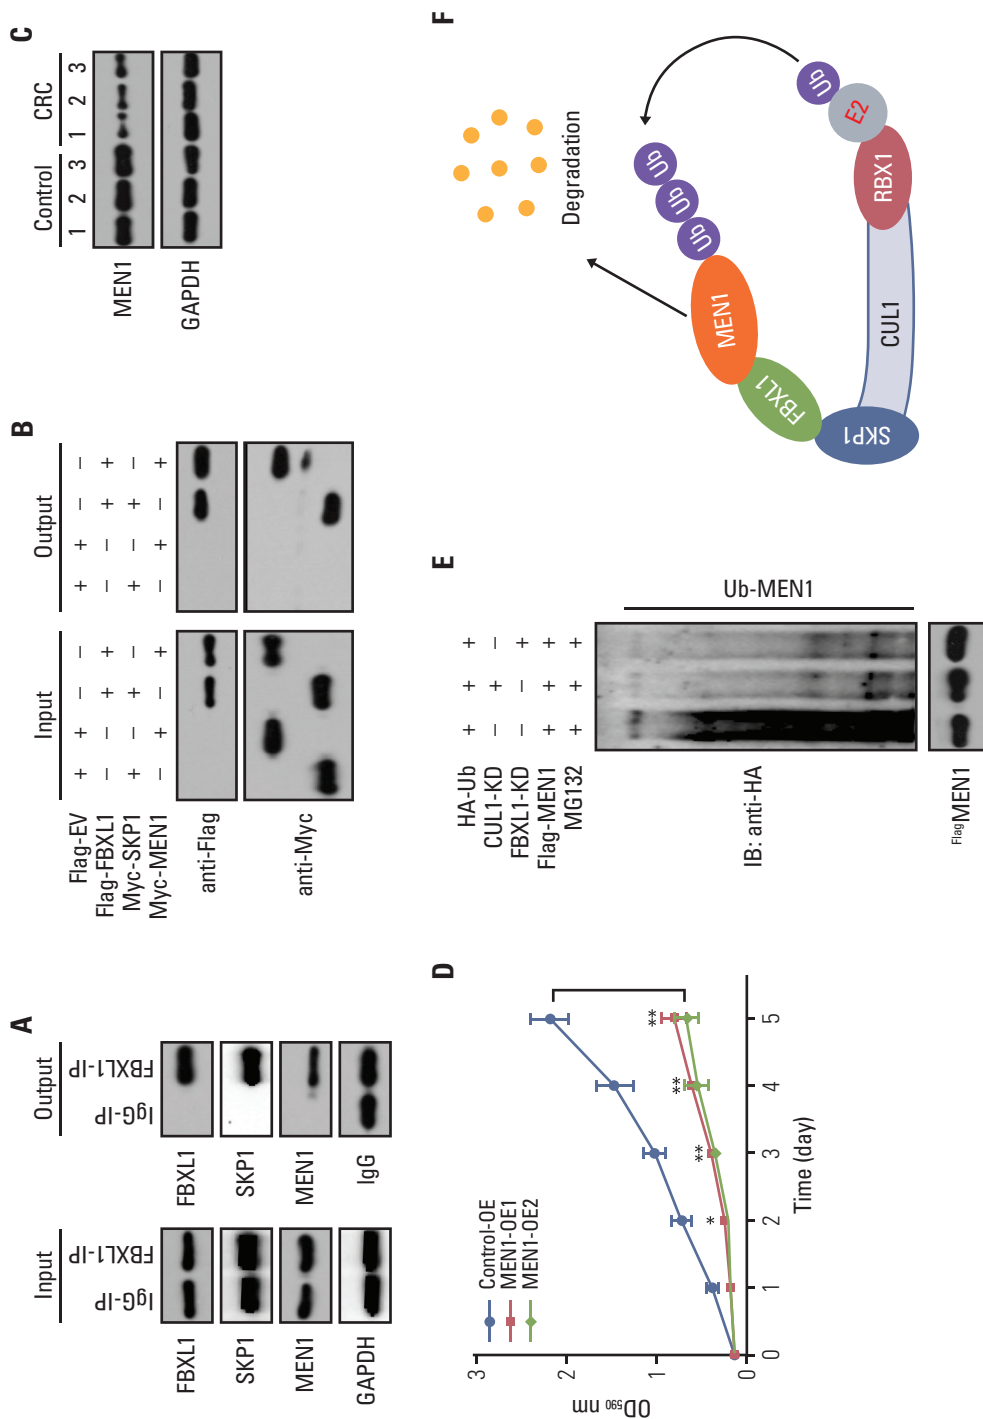 A
Input
Output
IgG-IP
FBXL1-IP
IgG-IP
FBXL1-IP
FBXL1
FBXL1
SKP1
SKP1
MEN1
MEN1
GAPDH
IgG
B
Input
Output
Flag-EV + – + – – + + – –
Flag-FBXL1 – – + + – – + +
Myc-SKP1 + – + – + – + –
Myc-MEN1 – + – + – + – +
anti-Flag
anti-Myc
C
Control
CRC
1 2 3 1 2 3
MEN1
GAPDH
D
Control-OE
MEN1-OE1
MEN1-OE2
OD590 nm
3
2
1
0
0 1 2 3 4 5
Time (day)
*
**
**
**
E
HA-Ub + + +
CUL1-KD – + –
FBXL1-KD – – +
Flag-MEN1 + + +
MG132 + + +
IB: anti-HA
Ub-MEN1
FlagMEN1
F
Degradation
Ub
Ub
Ub
Ub
E2
MEN1
FBXL1
SKP1
CUL1
RBX1